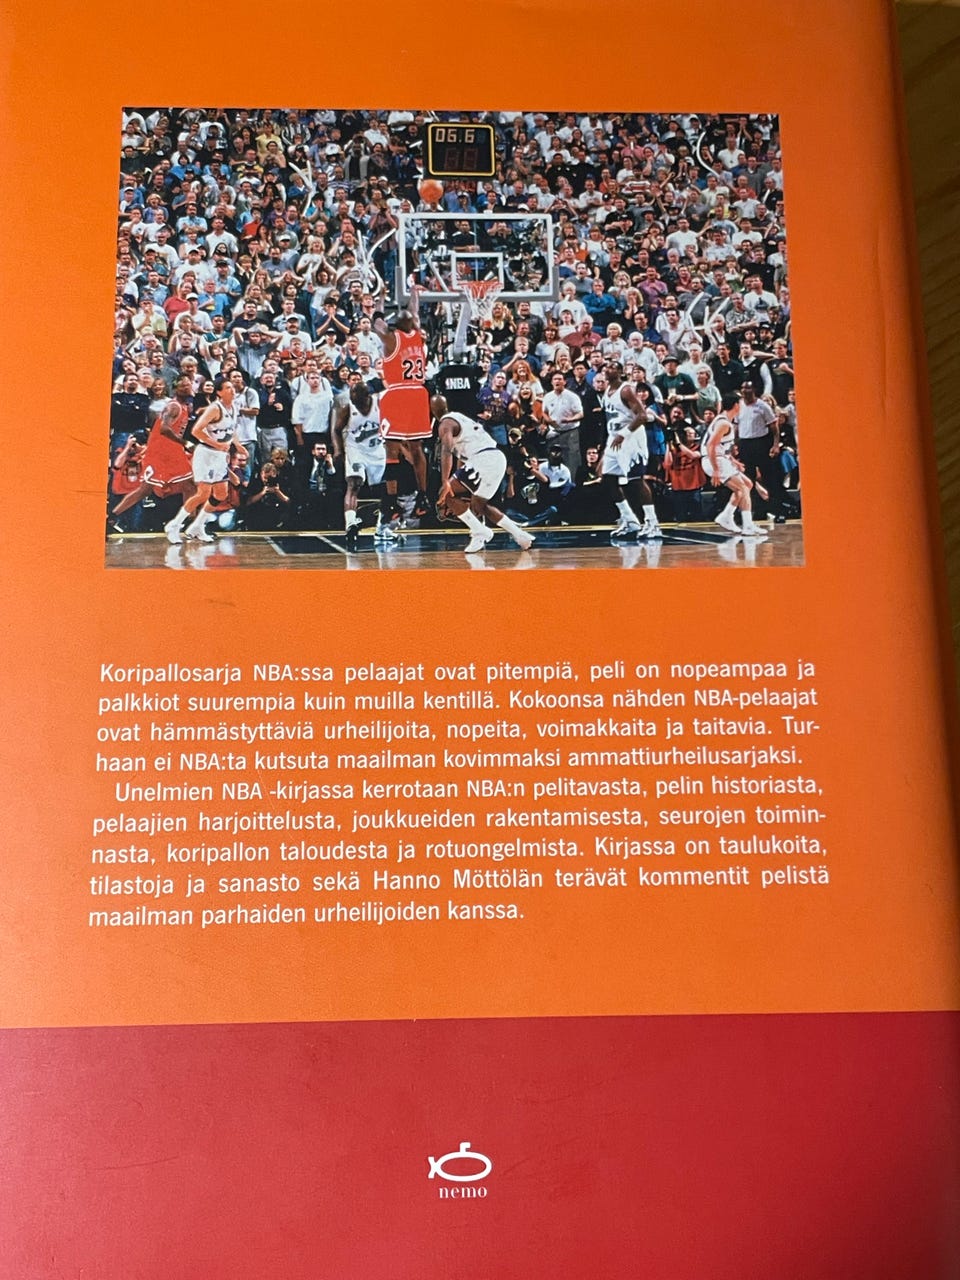 06.6
23
NBA
Koripallosarja NBA:ssa pelaajat ovat pitempiä, peli on nopeampaa ja
palkkiot suurempia kuin muilla kentillä. Kokoonsa nähden NBA-pelaajat
ovat hämmästyttäviä urheilijoita, nopeita, voimakkaita ja taitavia. Tur-
haan ei NBA:ta kutsuta maailman kovimmaksi ammattiurheilusarjaksi.
Unelmien NBA -kirjassa kerrotaan NBA:n pelitavasta, pelin historiasta,
pelaajien harjoittelusta, joukkueiden rakentamisesta, seurojen toimin-
nasta, koripallon taloudesta ja rotuongelmista. Kirjassa on taulukoita,
tilastoja ja sanasto sekä Hanno Möttölän terävät kommentit pelistä
maailman parhaiden urheilijoiden kanssa.
nemo